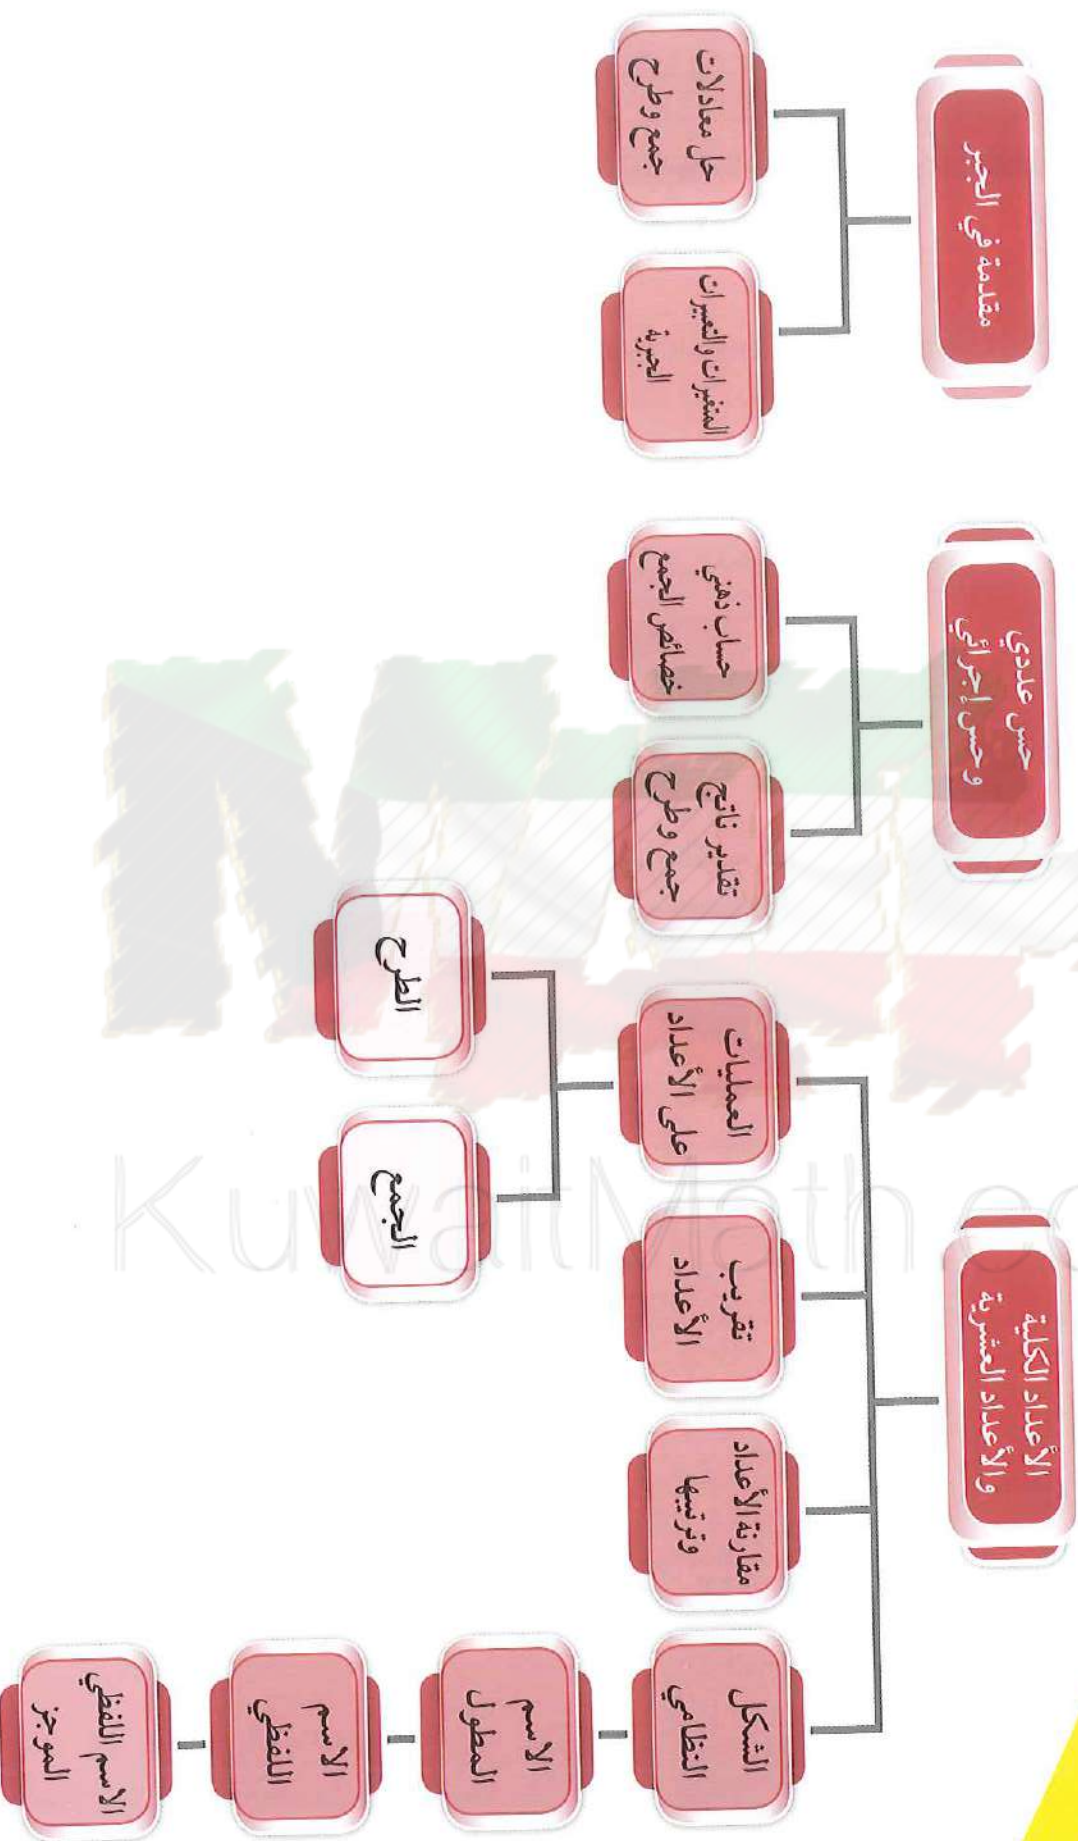 الأعداد الكلية
والأعداد العشرية
الشكل
النظامي
الاسم
المطول
الاسم
اللفظي
الاسم اللفظي
الموجز
مقارنة الأعداد
وترتيبها
تقريب
الأعداد
العمليات
على الأعداد
الجمع
الطرح
حس عددي
وحس إجرائي
تقدير ناتج
جمع وطرح
حساب ذهني
خصائص الجمع
مقدمة في الجبر
المتغيرات والتعبيرات
الجبرية
حل معادلات
جمع وطرح
KuwaitMath.co